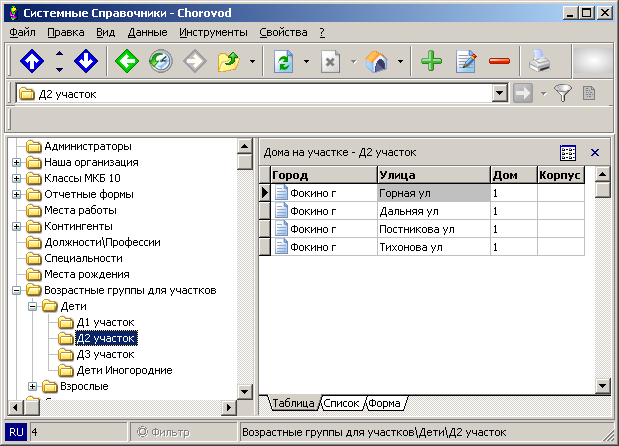 Системные Справочники - Chorovod
Файл Правка Вид Данные Инструменты Свойства ?
Д2 участок
Администраторы
Наша организация
Классы МКБ 10
Отчетные формы
Места работы
Контингенты
Должности\Профессии
Специальности
Места рождения
Возрастные группы для участков
Дети
Д1 участок
Д2 участок
Д3 участок
Дети Иногородние
Взрослые
Дома на участке - Д2 участок
Город Улица Дом Корпус
Фокино г Горная ул 1
Фокино г Дальняя ул 1
Фокино г Постникова ул 1
Фокино г Тихонова ул 1
Таблица Список Форма
RU 4 Фильтр Возрастные группы для участков\Дети\Д2 участок